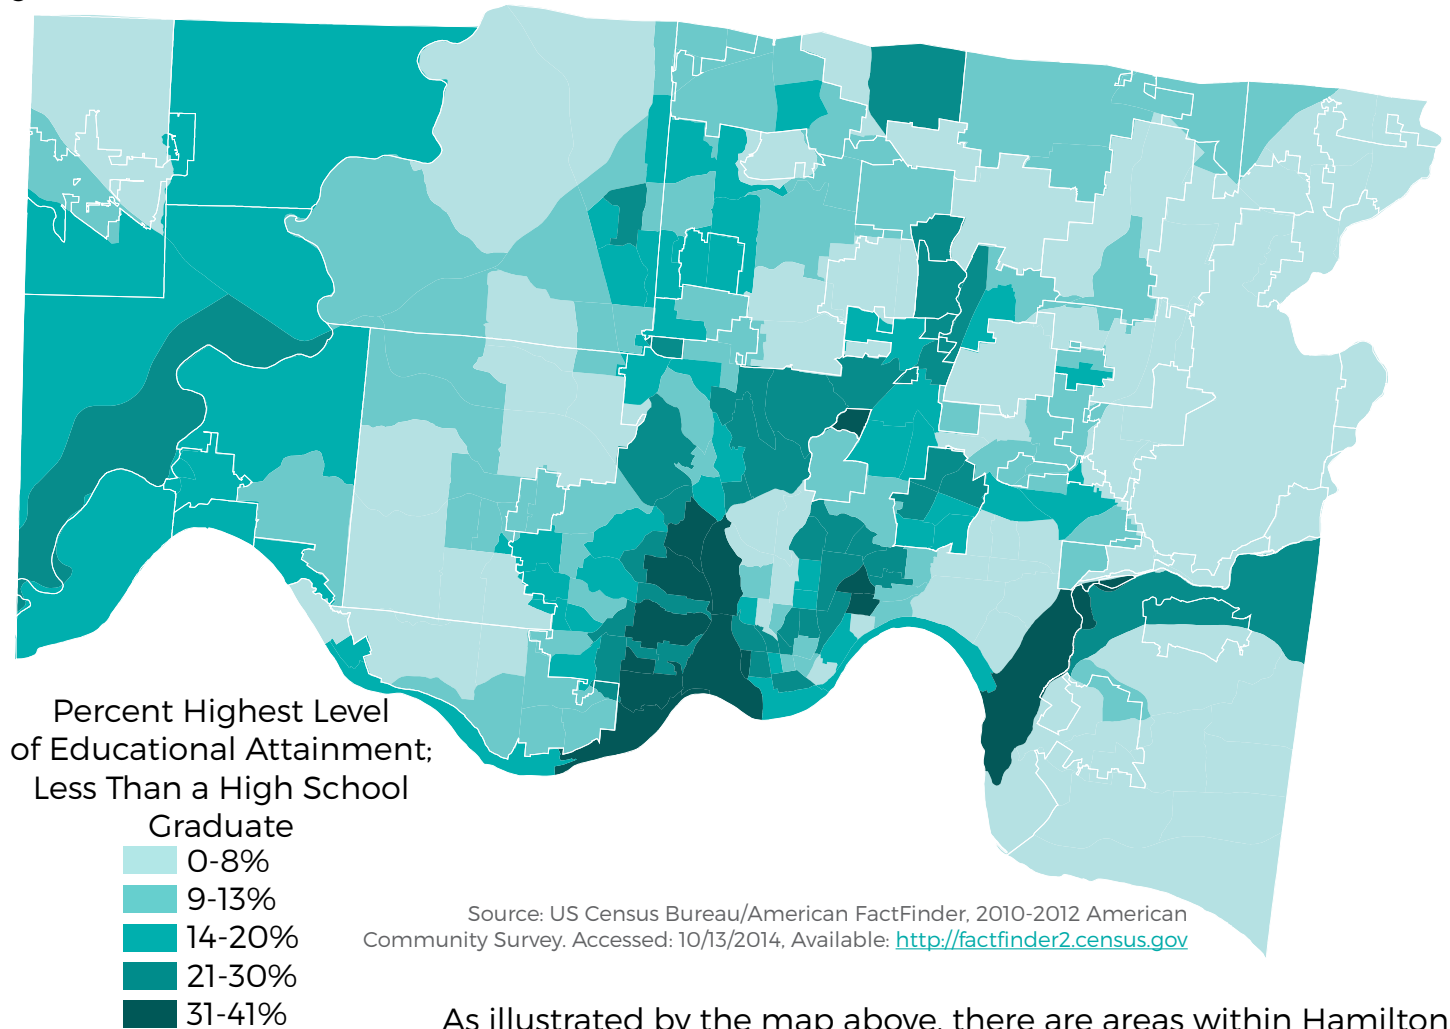 Percent Highest Level
of Educational Attainment;
Less Than a High School
Graduate
0-8%
9-13%
14-20%
21-30%
31-41%
Source: US Census Bureau/American FactFinder, 2010-2012 American
Community Survey. Accessed: 10/13/2014, Available: http://factfinder2.census.gov
As illustrated by the map above, there are areas within Hamilton